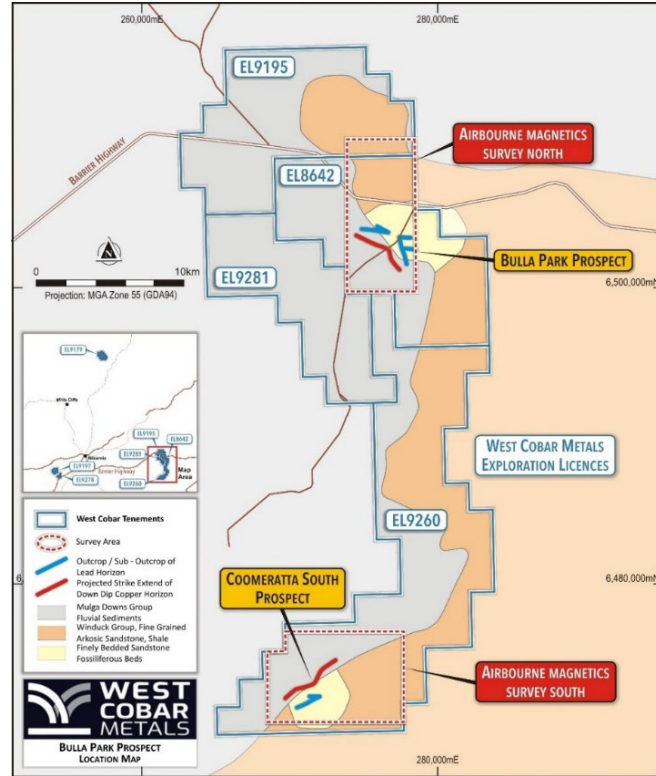 260,000mE
280,000mE
EL9195
AIRBOURNE MAGNETICS
SURVEY NORTH
BARRIER HIGHWAY
EL8642
BULLA PARK PROSPECT
0 10km
Projection: MGA Zone 55 (GDA94)
EL9281
6,500,000mN
EL9179
EL9195
EL8642
Map
Area
EL9197
EL9278
Barrier Highway
EL9260
WEST COBAR METALS
EXPLORATION LICENCES
EL9260
West Cobar Tenements
Survey Area
Outcrop / Sub - Outcrop of
Lead Horizon
Projected Strike Extend of
Down Dip Copper Horizon
Mulga Downs Group
Fluvial Sediments
Winduck Group, Fine Grained
Arkosic Sandstone, Shale
Finely Bedded Sandstone
Fossiliferous Beds
COOMERATTA SOUTH
PROSPECT
6,480,000mN
AIRBOURNE MAGNETICS
SURVEY SOUTH
WEST
COBAR
METALS
BULLA PARK PROSPECT
LOCATION MAP
280,000mE